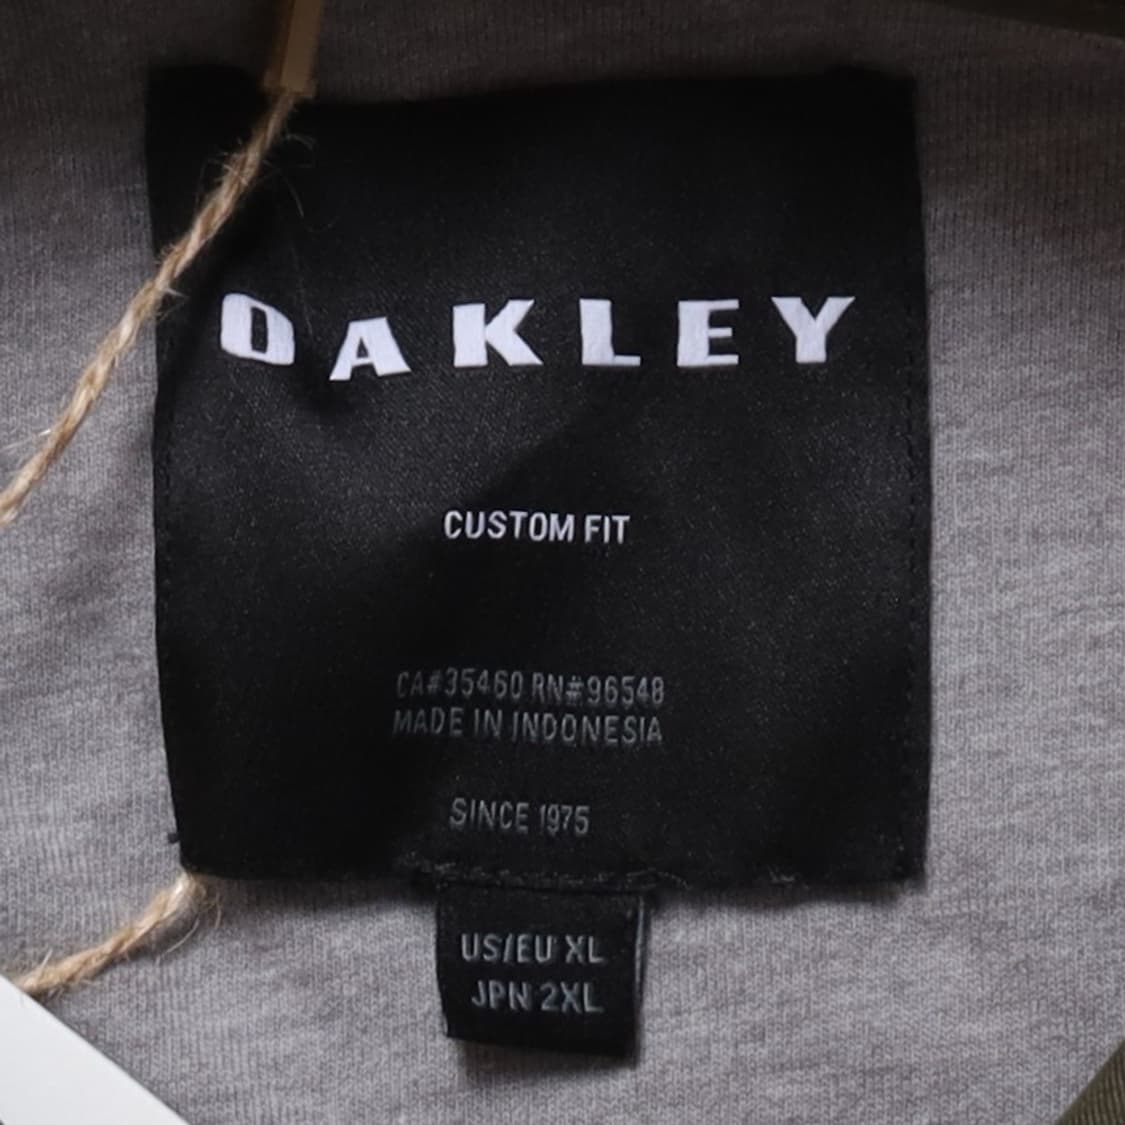 OAKLEY
CUSTOM FIT
CA#35460 RN#96548
MADE IN INDONESIA
SINCE 1975
US/EU XL
JPN 2XL